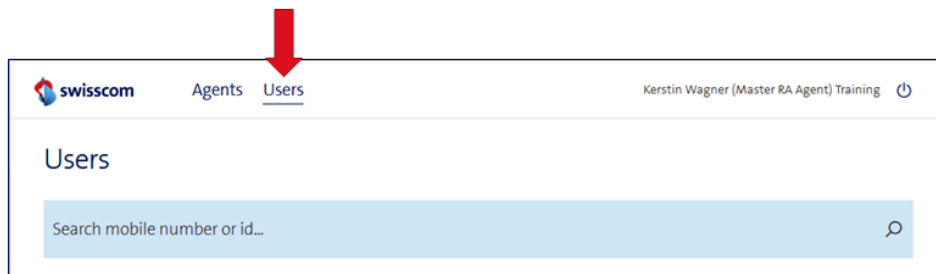 swisscom Agents Users Kerstin Wagner (Master RA Agent) Training
Users
Search mobile number or id...